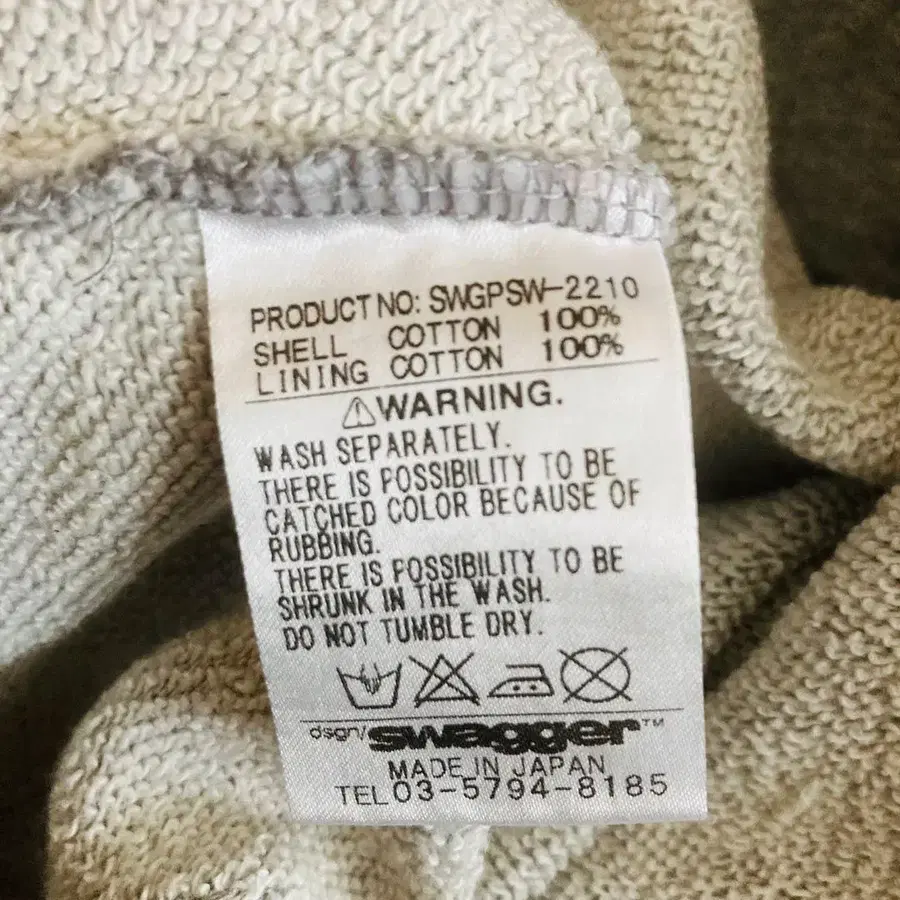 PRODUCT NO: SWGPSW-2210
SHELL COTTON 100%
LINING COTTON 100%
⚠WARNING.
WASH SEPARATELY.
THERE IS POSSIBILITY TO BE
CATCHED COLOR BECAUSE OF
RUBBING.
THERE IS POSSIBILITY TO BE
SHRUNK IN THE WASH.
DO NOT TUMBLE DRY.
dsgn/swagger™
MADE IN JAPAN
TEL 03-5794-8185